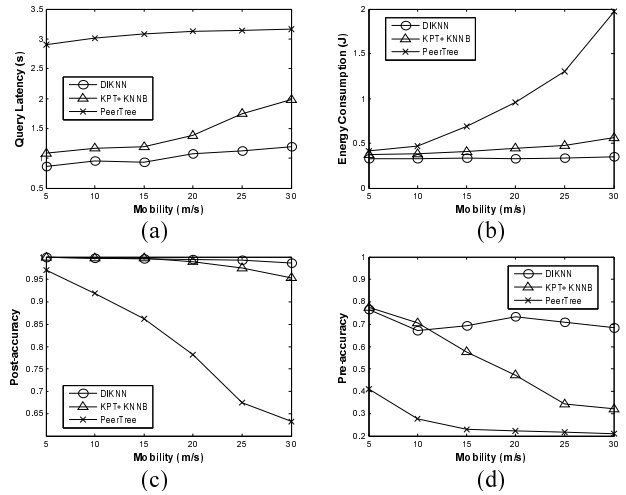 3.5
3
2.5
2
1.5
1
0.5
Query Latency (s)
DIKNN
KPT+KNNB
PeerTree
5 10 15 20 25 30
Mobility (m/s)
(a)
2
1.5
1
0.5
0
Energy Consumption (J)
DIKNN
KPT+KNNB
PeerTree
5 10 15 20 25 30
Mobility (m/s)
(b)
1
0.95
0.9
0.85
0.8
0.75
0.7
0.65
Post-accuracy
DIKNN
KPT+KNNB
PeerTree
5 10 15 20 25 30
Mobility (m/s)
(c)
1
0.9
0.8
0.7
0.6
0.5
0.4
0.3
0.2
Pre-accuracy
DIKNN
KPT+KNNB
PeerTree
5 10 15 20 25 30
Mobility (m/s)
(d)